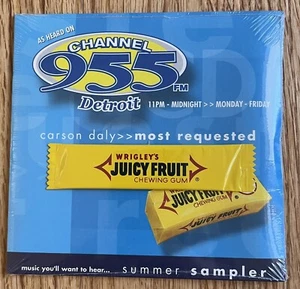 AS HEARD ON
CHANNEL
955
FM
Detroit
11PM - MIDNIGHT >> MONDAY - FRIDAY
carson daly>>most requested
WRIGLEY'S
JUICY FRUIT
CHEWING GUM
JUICY FRUIT
CHEWING GUM
music you'll want to hear... summer sampler